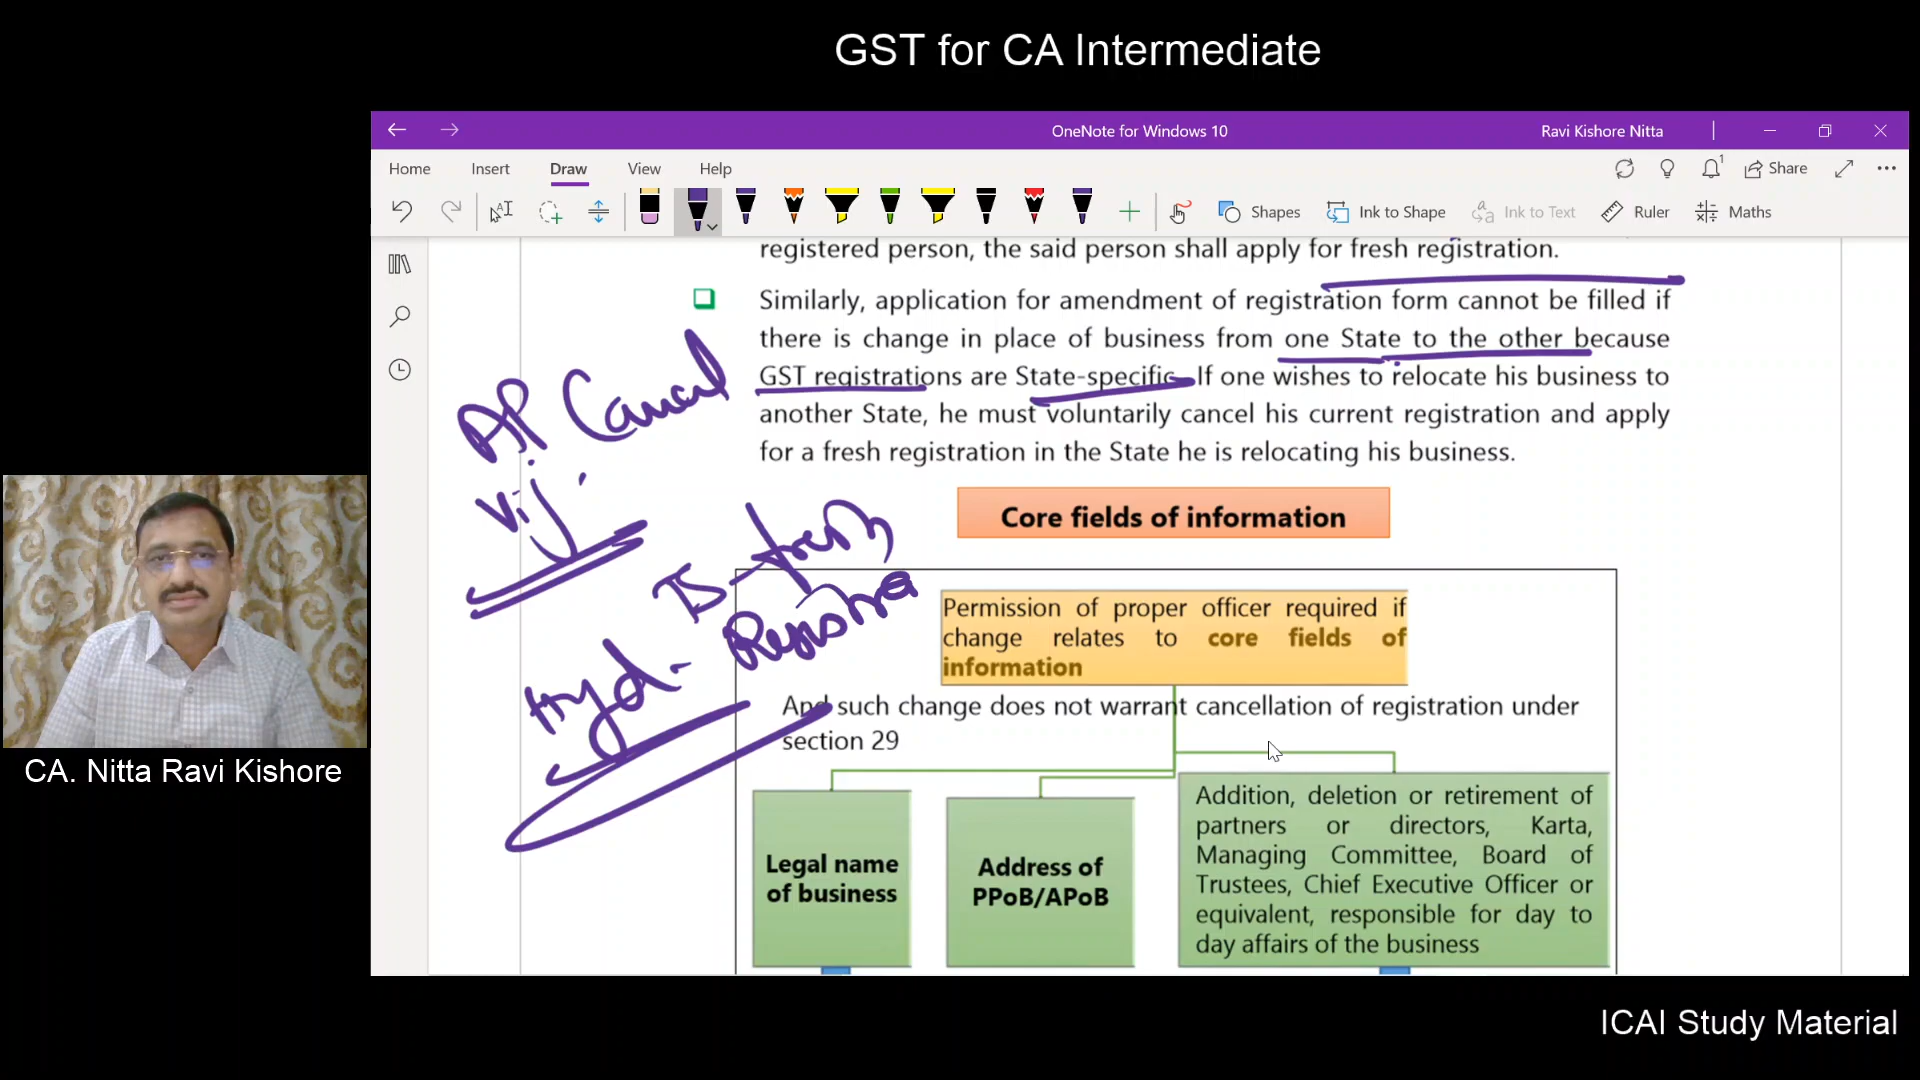 GST for CA Intermediate
OneNote for Windows 10
Ravi Kishore Nitta
Home Insert Draw View Help
1
Share
Shapes
Ink to Shape
Ink to Text
Ruler
Maths
registered person, the said person shall apply for fresh registration.
Similarly, application for amendment of registration form cannot be filled if
there is change in place of business from one State to the other because
GST registrations are State-specific. If one wishes to relocate his business to
another State, he must voluntarily cancel his current registration and apply
for a fresh registration in the State he is relocating his business.
AP
Vij
TS - fresh
Hyd -
Core fields of information
Permission of proper officer required if
change relates to core fields of
information
And such change does not warrant cancellation of registration under
section 29
Legal name
of business
Address of
PPoB/APoB
Addition, deletion or retirement of
partners or directors, Karta,
Managing Committee, Board of
Trustees, Chief Executive Officer or
equivalent, responsible for day to
day affairs of the business
CA. Nitta Ravi Kishore
ICAI Study Material